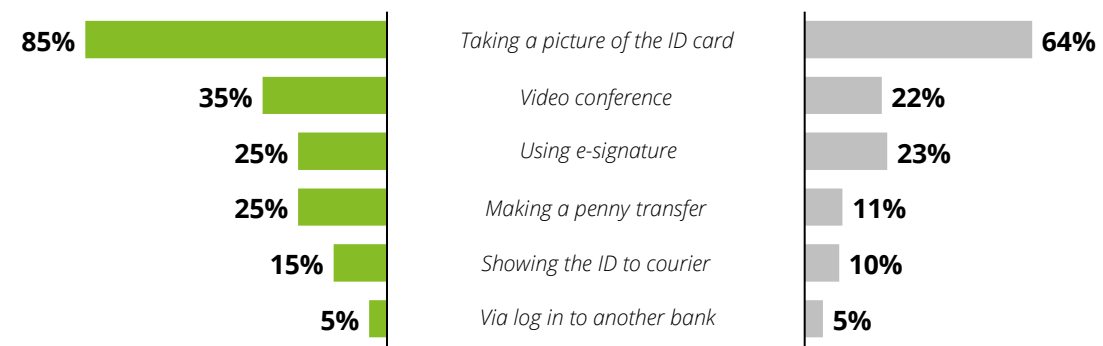 85% Taking a picture of the ID card 64%
35% Video conference 22%
25% Using e-signature 23%
25% Making a penny transfer 11%
15% Showing the ID to courier 10%
5% Via log in to another bank 5%